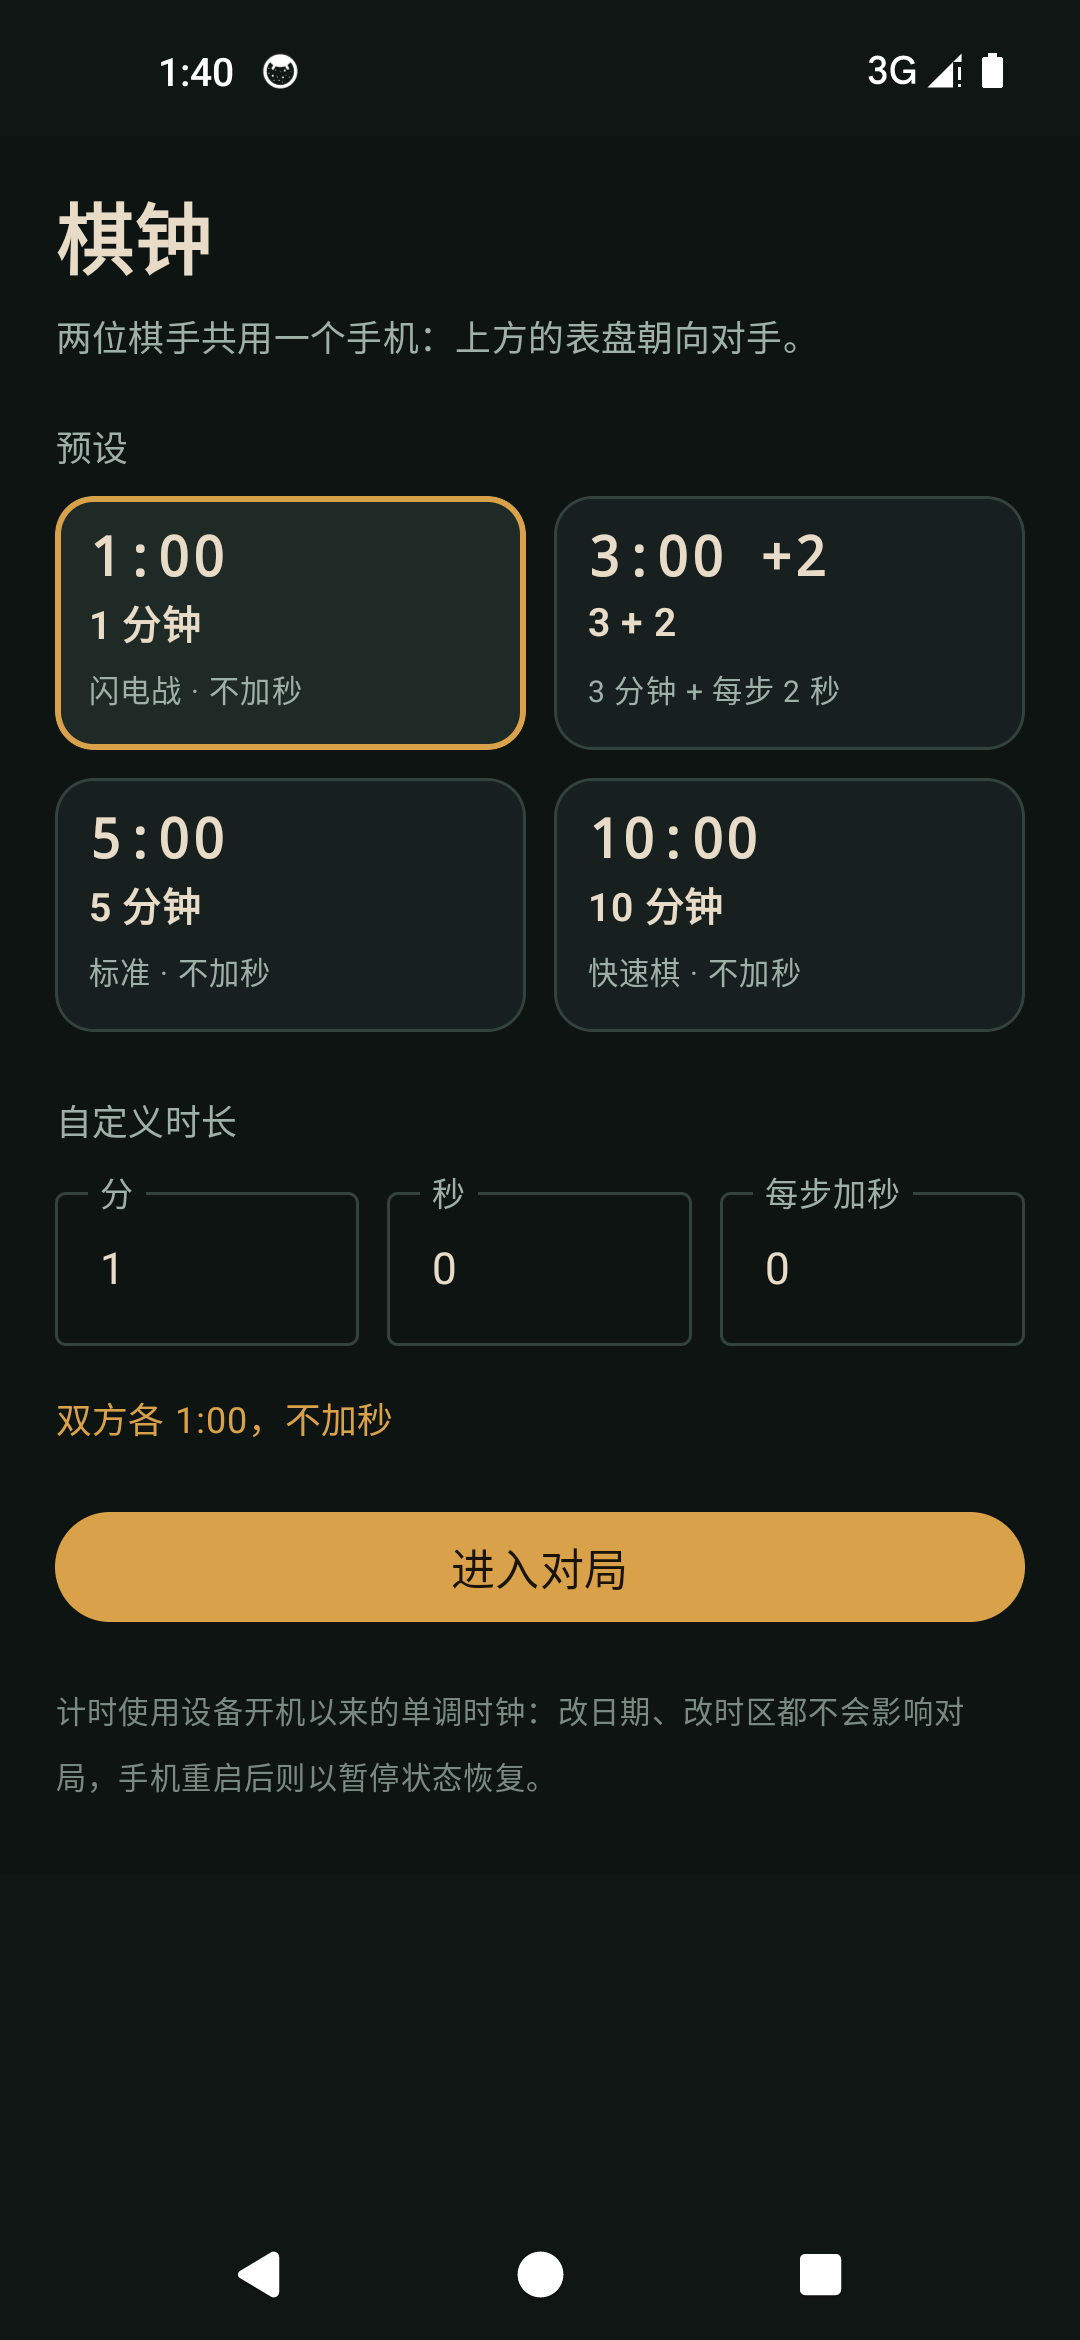 1:40
3G
棋钟
两位棋手共用一个手机：上方的表盘朝向对手。
预设
1:00
1 分钟
闪电战 · 不加秒
3:00 +2
3 + 2
3 分钟 + 每步 2 秒
5:00
5 分钟
标准 · 不加秒
10:00
10 分钟
快速棋 · 不加秒
自定义时长
分
1
秒
0
每步加秒
0
双方各 1:00，不加秒
进入对局
计时使用设备开机以来的单调时钟：改日期、改时区都不会影响对
局，手机重启后则以暂停状态恢复。